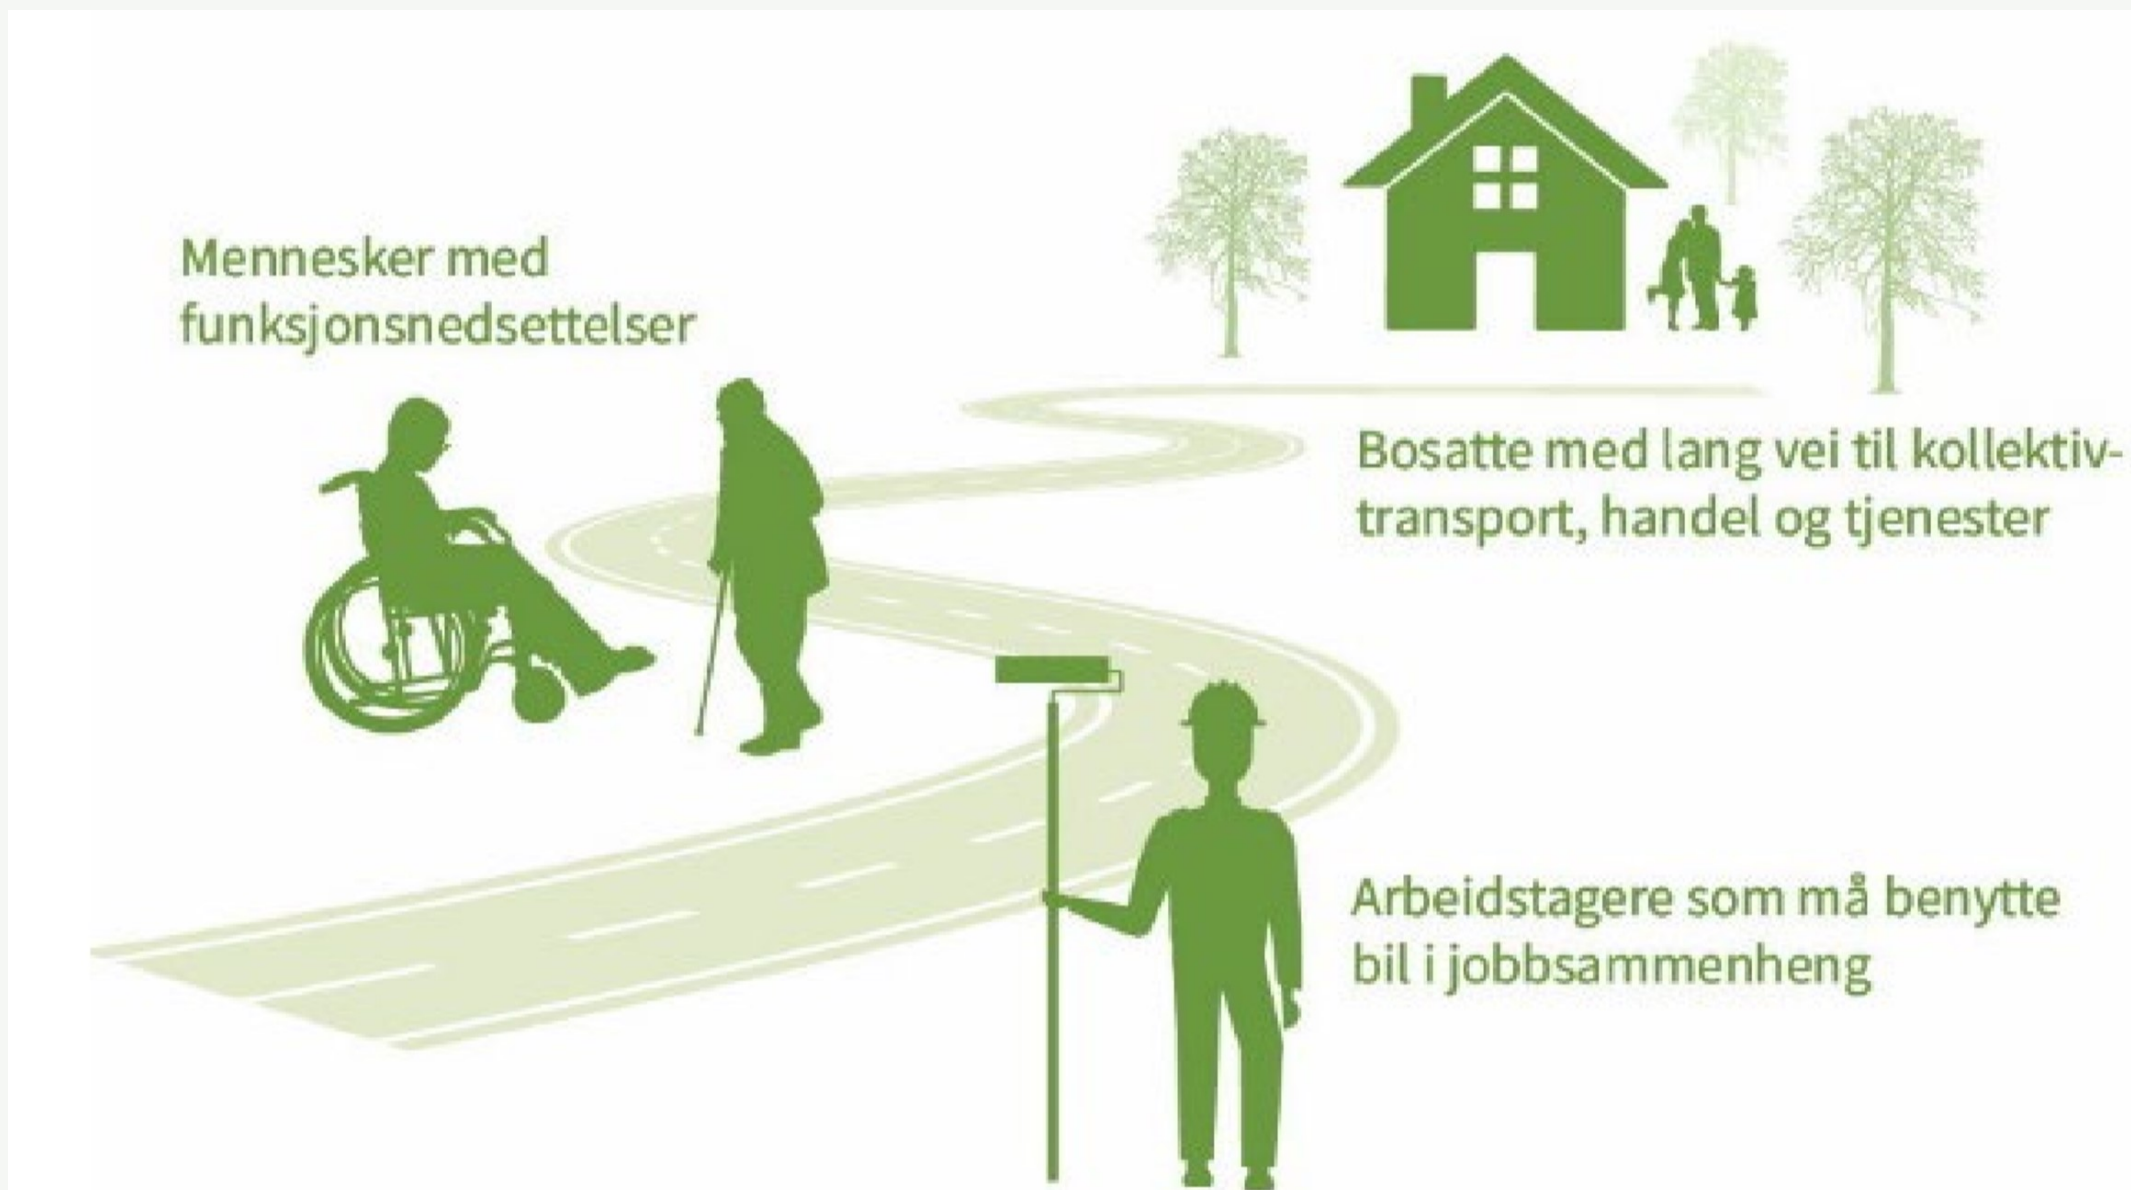 Mennesker med
funksjonsnedsettelser
Bosatte med lang vei til kollektiv-
transport, handel og tjenester
Arbeidstagere som må benytte
bil i jobbsammenheng